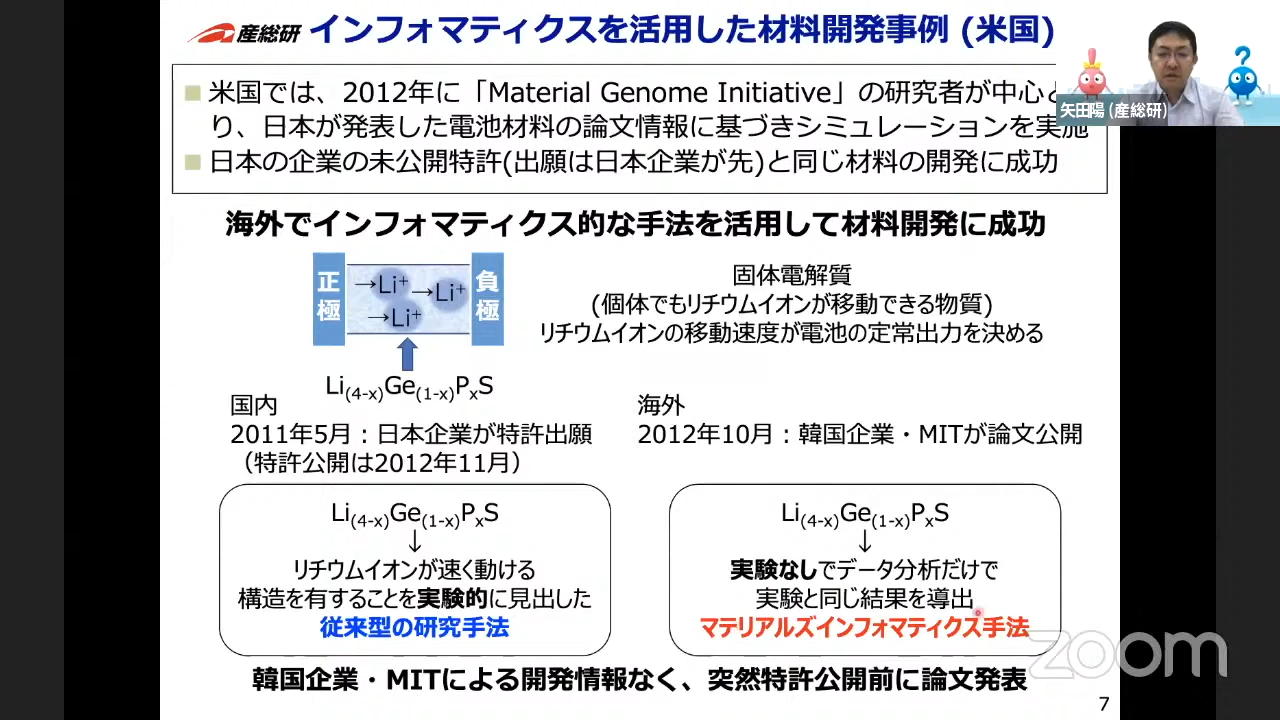 産総研 インフォマティクスを活用した材料開発事例 (米国)
矢田陽 (産総研)
米国では、2012年に「Material Genome Initiative」の研究者が中心と
り、日本が発表した電池材料の論文情報に基づきシミュレーションを実施
日本の企業の未公開特許(出願は日本企業が先)と同じ材料の開発に成功
海外でインフォマティクス的な手法を活用して材料開発に成功
正極
→Li⁺
→Li⁺
→Li⁺
負極
固体電解質
(個体でもリチウムイオンが移動できる物質)
リチウムイオンの移動速度が電池の定常出力を決める
Li(4-x)Ge(1-x)PxS
国内
2011年5月：日本企業が特許出願
（特許公開は2012年11月）
海外
2012年10月：韓国企業・MITが論文公開
Li(4-x)Ge(1-x)PxS
↓
リチウムイオンが速く動ける
構造を有することを実験的に見出した
従来型の研究手法
Li(4-x)Ge(1-x)PxS
↓
実験なしでデータ分析だけで
実験と同じ結果を導出
マテリアルズインフォマティクス手法
韓国企業・MITによる開発情報なく、突然特許公開前に論文発表
zoom
7